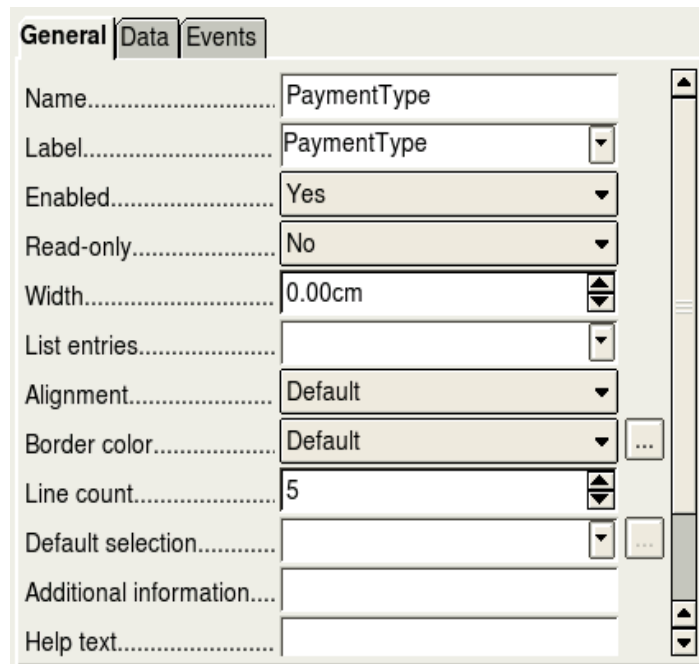 General Data Events
Name............................ PaymentType
Label............................ PaymentType
Enabled........................ Yes
Read-only..................... No
Width............................ 0.00cm
List entries....................
Alignment..................... Default
Border color.................. Default ...
Line count..................... 5
Default selection............ ...
Additional information....
Help text.......................